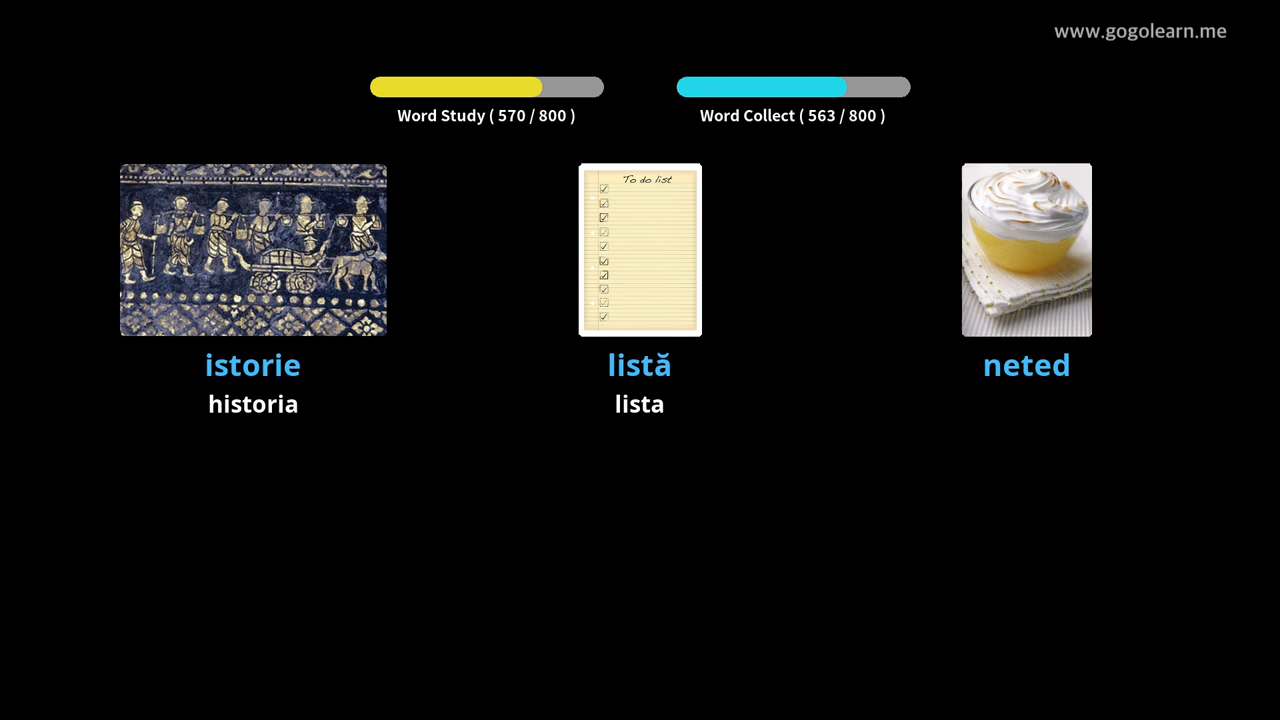 www.gogolearn.me
Word Study ( 570 / 800 )
Word Collect ( 563 / 800 )
To do list
istorie
listă
neted
historia
lista